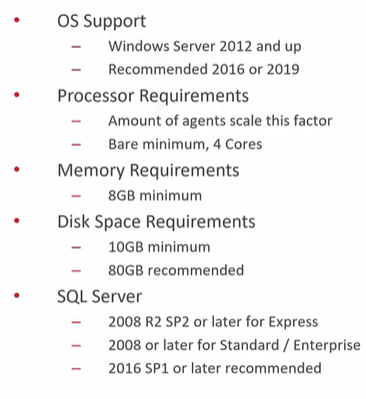 • OS Support
– Windows Server 2012 and up
– Recommended 2016 or 2019
• Processor Requirements
– Amount of agents scale this factor
– Bare minimum, 4 Cores
• Memory Requirements
– 8GB minimum
• Disk Space Requirements
– 10GB minimum
– 80GB recommended
• SQL Server
– 2008 R2 SP2 or later for Express
– 2008 or later for Standard / Enterprise
– 2016 SP1 or later recommended